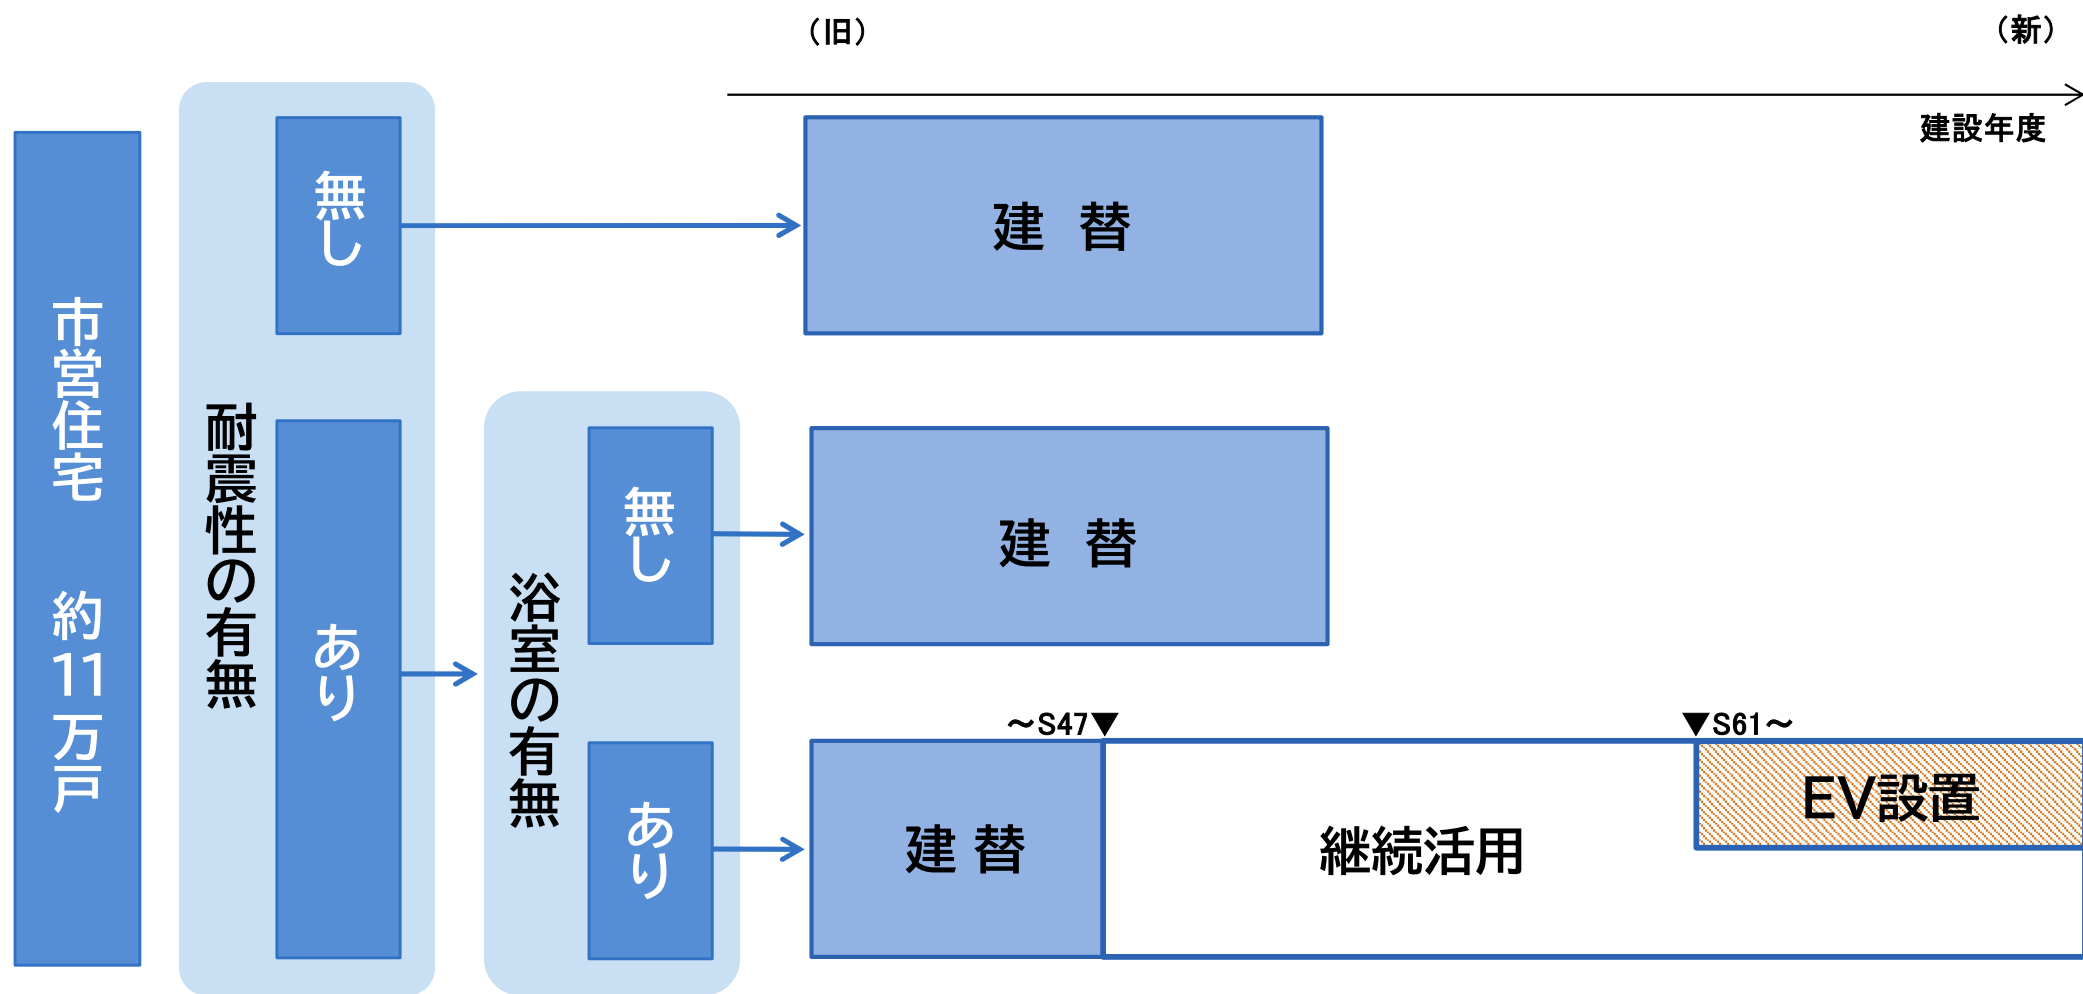 （旧）
（新）
建設年度
市営住宅　約11万戸
耐震性の有無
無し
建　替
あり
浴室の有無
無し
建　替
あり
～S47▼
▼S61～
建 替
継続活用
EV設置